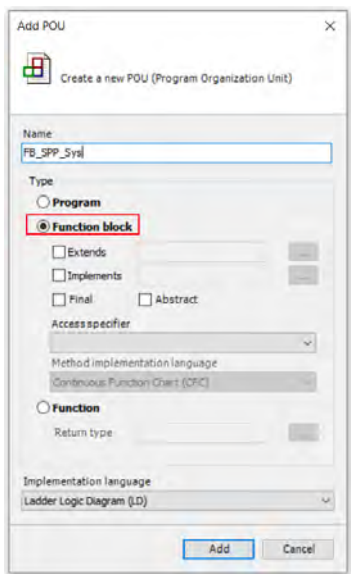 Add POU
Create a new POU (Program Organization Unit)
Name
FB_SPP_Sys
Type
Program
Function block
Extends
...
Implements
...
Final Abstract
Access specifier
Method implementation language
Continuous Function Chart (CFC)
Function
Return type
...
Implementation language
Ladder Logic Diagram (LD)
Add Cancel